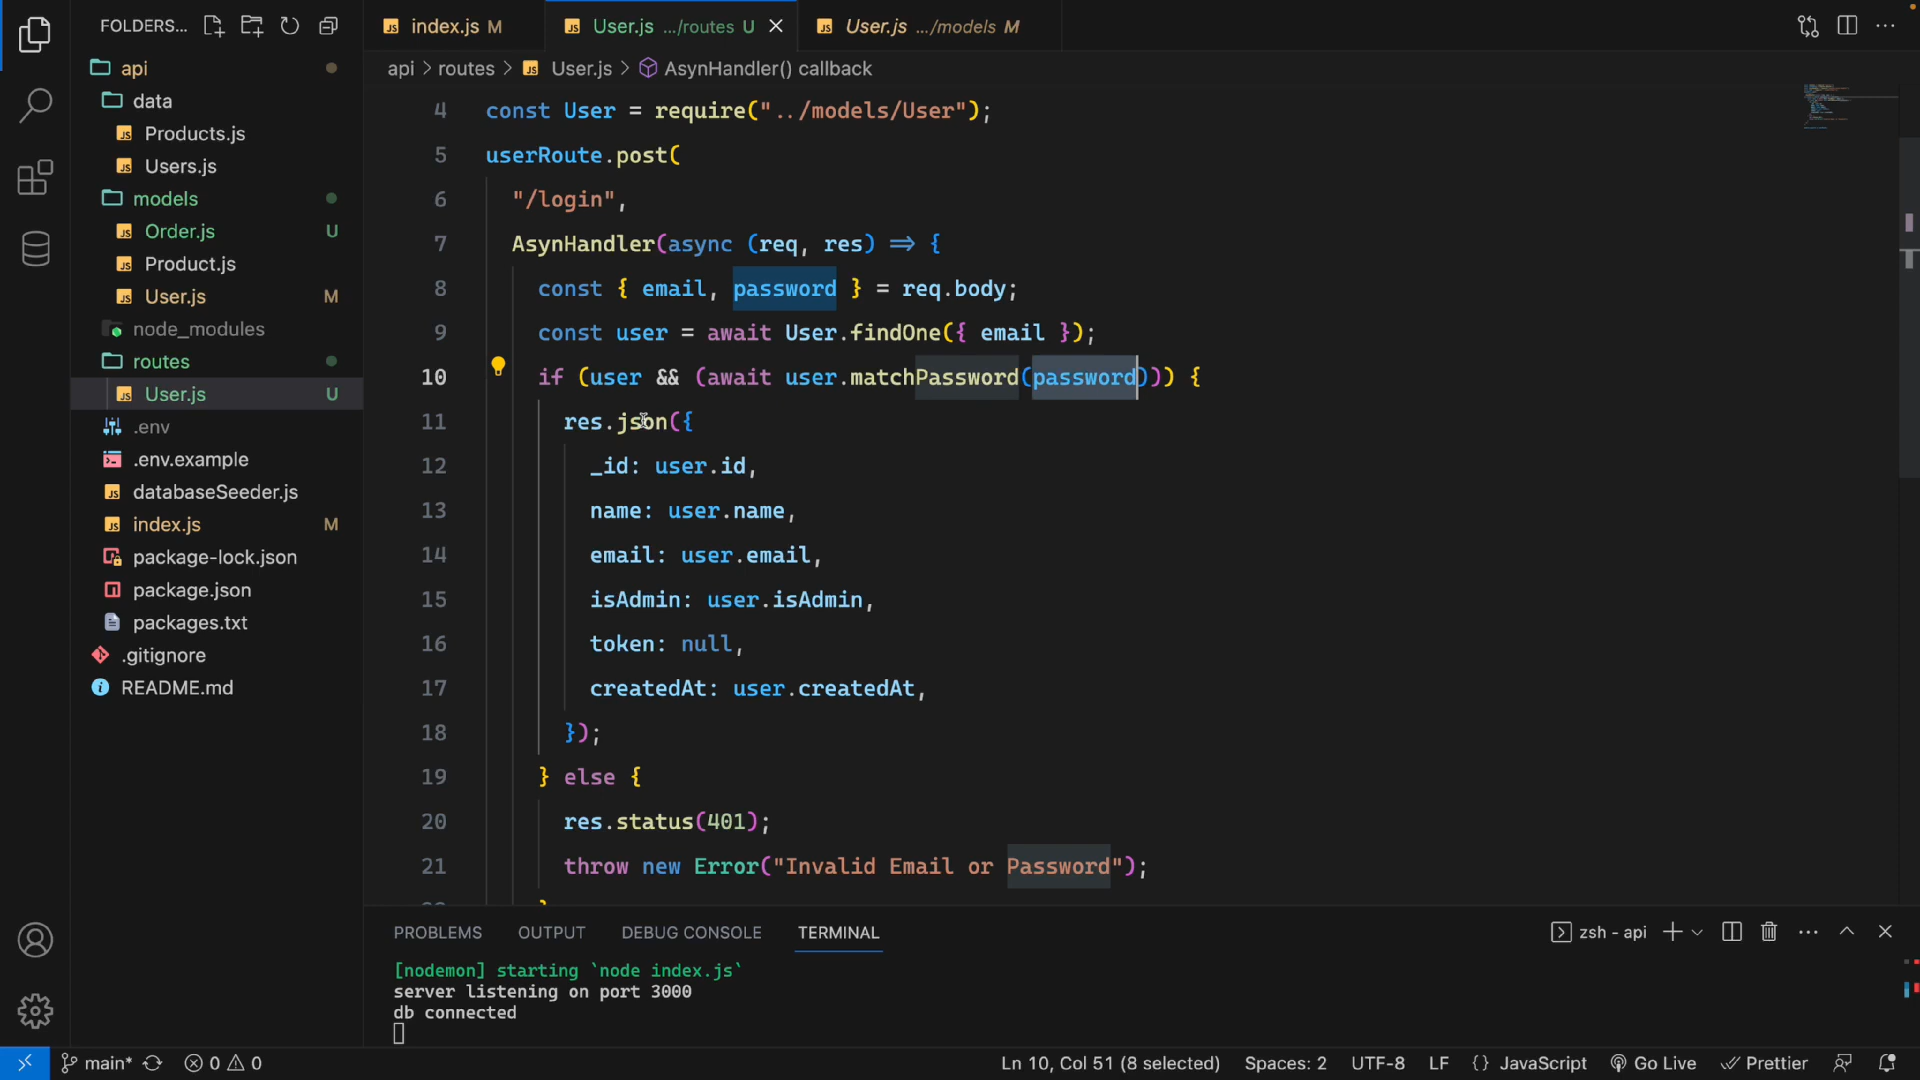 FOLDERS...
index.js M
User.js .../routes U
User.js .../models M
api > routes > User.js > AsynHandler() callback
api
data
Products.js
Users.js
models
Order.js U
Product.js
User.js M
node_modules
routes
User.js U
.env
.env.example
databaseSeeder.js
index.js M
package-lock.json
package.json
packages.txt
.gitignore
README.md
4 const User = require("../models/User");
5 userRoute.post(
6 "/login",
7 AsynHandler(async (req, res) => {
8 const { email, password } = req.body;
9 const user = await User.findOne({ email });
10 if (user && (await user.matchPassword(password))) {
11 res.json({
12 _id: user.id,
13 name: user.name,
14 email: user.email,
15 isAdmin: user.isAdmin,
16 token: null,
17 createdAt: user.createdAt,
18 });
19 } else {
20 res.status(401);
21 throw new Error("Invalid Email or Password");
PROBLEMS OUTPUT DEBUG CONSOLE TERMINAL
zsh - api
[nodemon] starting `node index.js`
server listening on port 3000
db connected
main* 0 0 Ln 10, Col 51 (8 selected) Spaces: 2 UTF-8 LF {} JavaScript Go Live Prettier